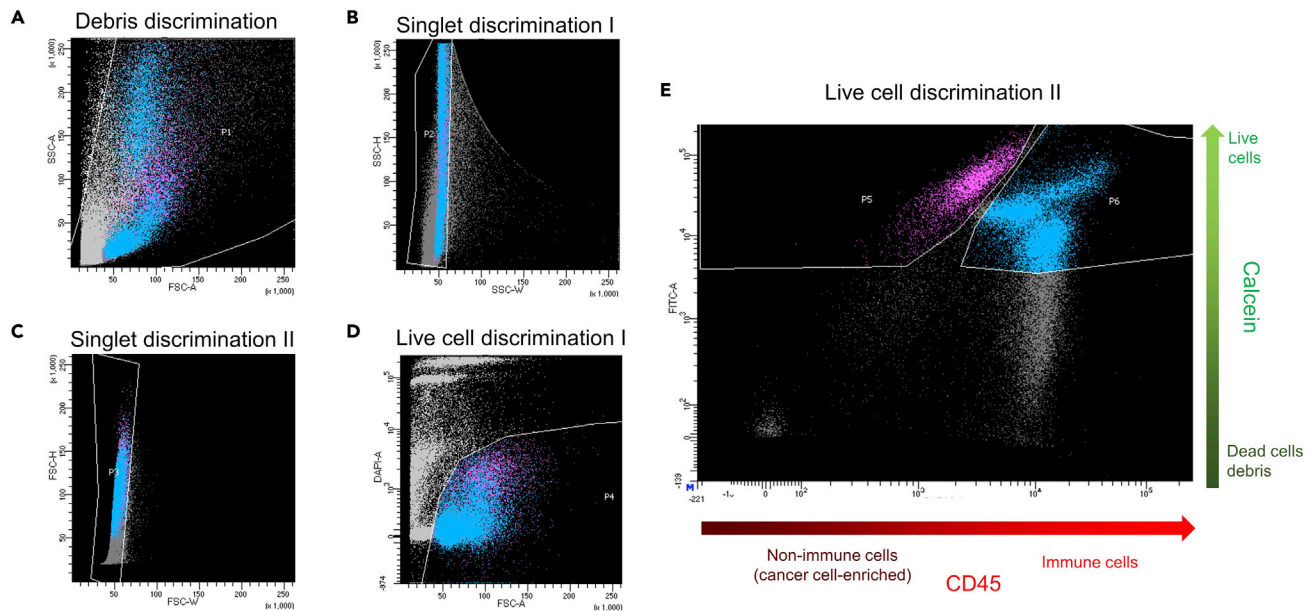 A
Debris discrimination
(x 1,000)
250
200
150
100
50
SSC-A
P1
50 100 150 200 250
FSC-A
(x 1,000)
B
Singlet discrimination I
(x 1,000)
250
200
150
100
50
SSC-H
P2
50 100 150 200 250
SSC-W
(x 1,000)
C
Singlet discrimination II
(x 1,000)
250
200
150
100
50
FSC-H
P3
50 100 150 200 250
FSC-W
(x 1,000)
D
Live cell discrimination I
10^5
10^4
10^3
0
-974
DAPI-A
P4
50 100 150 200 250
FSC-A
(x 1,000)
E
Live cell discrimination II
10^5
10^4
10^3
10^2
0
-139
FITC-A
P5
P6
M
-221 0 10^2 10^3 10^4 10^5
Live
cells
Calcein
Dead cells
debris
Non-immune cells
(cancer cell-enriched)
CD45
Immune cells